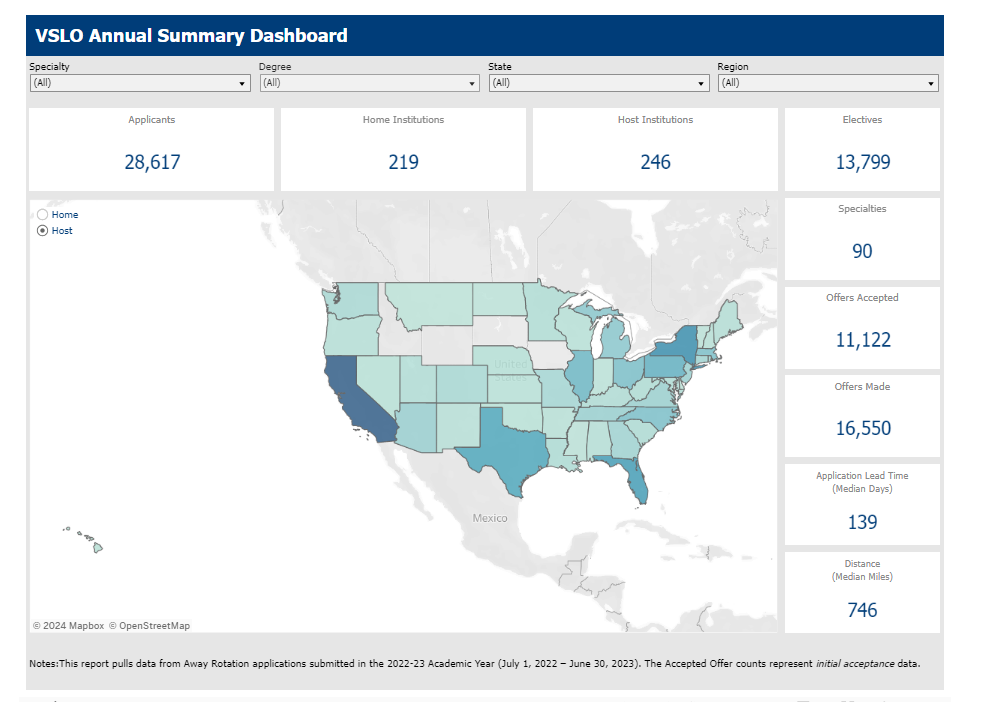 VSLO Annual Summary Dashboard
Specialty Degree State Region
(All) (All) (All) (All)
Applicants Home Institutions Host Institutions Electives
28,617 219 246 13,799
Home
Host
Specialties
90
Offers Accepted
11,122
Offers Made
16,550
Application Lead Time
(Median Days)
139
Distance
(Median Miles)
746
United
States
Mexico
© 2024 Mapbox © OpenStreetMap
Notes:This report pulls data from Away Rotation applications submitted in the 2022-23 Academic Year (July 1, 2022 – June 30, 2023). The Accepted Offer counts represent initial acceptance data.